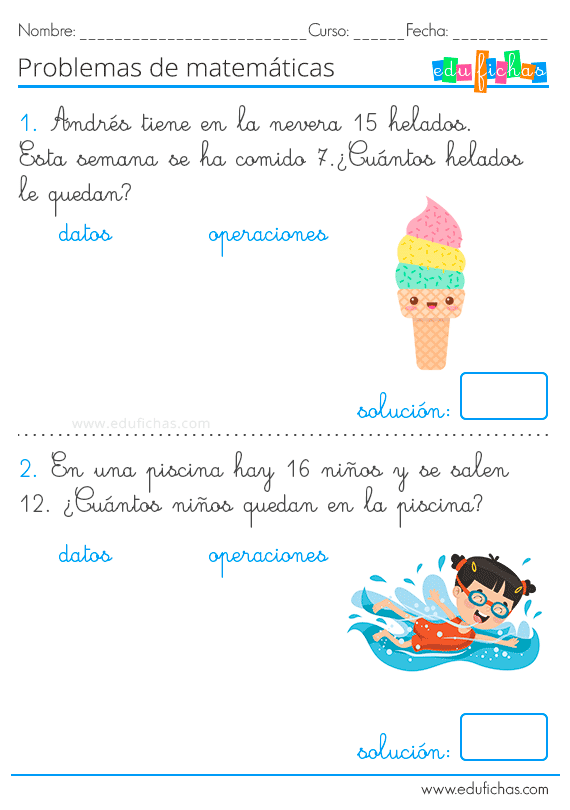 Nombre: ___________________________ Curso: ______ Fecha: ___________
Problemas de matemáticas
edufichas
1. Andrés tiene en la nevera 15 helados.
Esta semana se ha comido 7. ¿Cuántos helados
le quedan?
datos operaciones
solución:
www.edufichas.com
2. En una piscina hay 16 niños y se salen
12. ¿Cuántos niños quedan en la piscina?
datos operaciones
solución:
www.edufichas.com